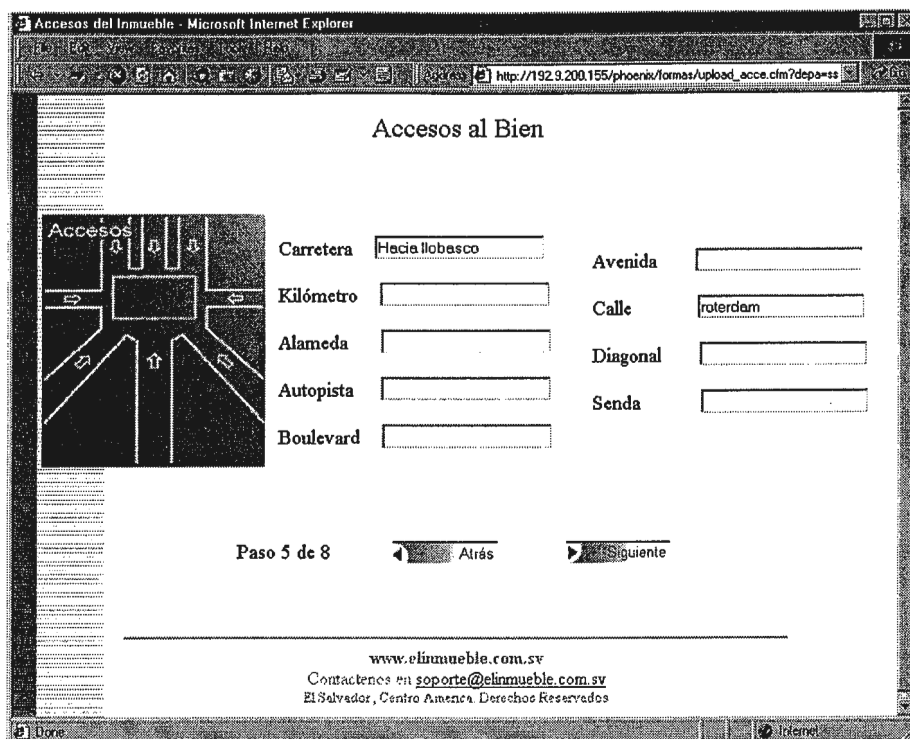 Accesos del Inmueble - Microsoft Internet Explorer
Address http://192.9.200.155/phoenix/formas/upload_acce.cfm?depa=ss
Accesos al Bien
Accesos
Carretera Hacia Ilobasco
Kilómetro
Alameda
Autopista
Boulevard
Avenida
Calle roterdam
Diagonal
Senda
Paso 5 de 8 Atrás Siguiente
www.elinmueble.com.sv
Contactenos en soporte@elinmueble.com.sv
El Salvador, Centro America. Derechos Reservados
Done Internet